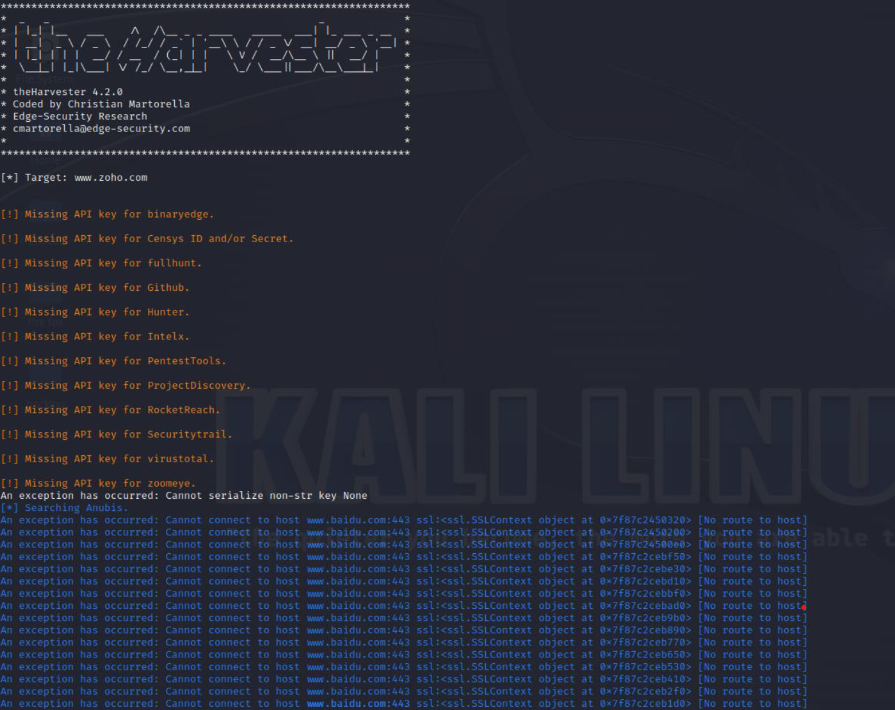 theHarvester
* theHarvester 4.2.0 *
* Coded by Christian Martorella *
* Edge-Security Research *
* cmartorella@edge-security.com *
* *
*******************************************************************
[*] Target: www.zoho.com
[!] Missing API key for binaryedge.
[!] Missing API key for Censys ID and/or Secret.
[!] Missing API key for fullhunt.
[!] Missing API key for Github.
[!] Missing API key for Hunter.
[!] Missing API key for Intelx.
[!] Missing API key for PentestTools.
[!] Missing API key for ProjectDiscovery.
[!] Missing API key for RocketReach.
[!] Missing API key for Securitytrail.
[!] Missing API key for virustotal.
[!] Missing API key for zoomeye.
An exception has occurred: Cannot serialize non-str key None
[*] Searching Anubis.
An exception has occurred: Cannot connect to host www.baidu.com:443 ssl:<ssl.SSLContext object at 0×7f87c2450320> [No route to host]
An exception has occurred: Cannot connect to host www.baidu.com:443 ssl:<ssl.SSLContext object at 0×7f87c2450200> [No route to host]
An exception has occurred: Cannot connect to host www.baidu.com:443 ssl:<ssl.SSLContext object at 0×7f87c24500e0> [No route to host]
An exception has occurred: Cannot connect to host www.baidu.com:443 ssl:<ssl.SSLContext object at 0×7f87c2cebf50> [No route to host]
An exception has occurred: Cannot connect to host www.baidu.com:443 ssl:<ssl.SSLContext object at 0×7f87c2cebe30> [No route to host]
An exception has occurred: Cannot connect to host www.baidu.com:443 ssl:<ssl.SSLContext object at 0×7f87c2cebd10> [No route to host]
An exception has occurred: Cannot connect to host www.baidu.com:443 ssl:<ssl.SSLContext object at 0×7f87c2cebbf0> [No route to host]
An exception has occurred: Cannot connect to host www.baidu.com:443 ssl:<ssl.SSLContext object at 0×7f87c2cebad0> [No route to host]
An exception has occurred: Cannot connect to host www.baidu.com:443 ssl:<ssl.SSLContext object at 0×7f87c2ceb9b0> [No route to host]
An exception has occurred: Cannot connect to host www.baidu.com:443 ssl:<ssl.SSLContext object at 0×7f87c2ceb890> [No route to host]
An exception has occurred: Cannot connect to host www.baidu.com:443 ssl:<ssl.SSLContext object at 0×7f87c2ceb770> [No route to host]
An exception has occurred: Cannot connect to host www.baidu.com:443 ssl:<ssl.SSLContext object at 0×7f87c2ceb650> [No route to host]
An exception has occurred: Cannot connect to host www.baidu.com:443 ssl:<ssl.SSLContext object at 0×7f87c2ceb530> [No route to host]
An exception has occurred: Cannot connect to host www.baidu.com:443 ssl:<ssl.SSLContext object at 0×7f87c2ceb410> [No route to host]
An exception has occurred: Cannot connect to host www.baidu.com:443 ssl:<ssl.SSLContext object at 0×7f87c2ceb2f0> [No route to host]
An exception has occurred: Cannot connect to host www.baidu.com:443 ssl:<ssl.SSLContext object at 0×7f87c2ceb1d0> [No route to host]
KALI LINU
able t